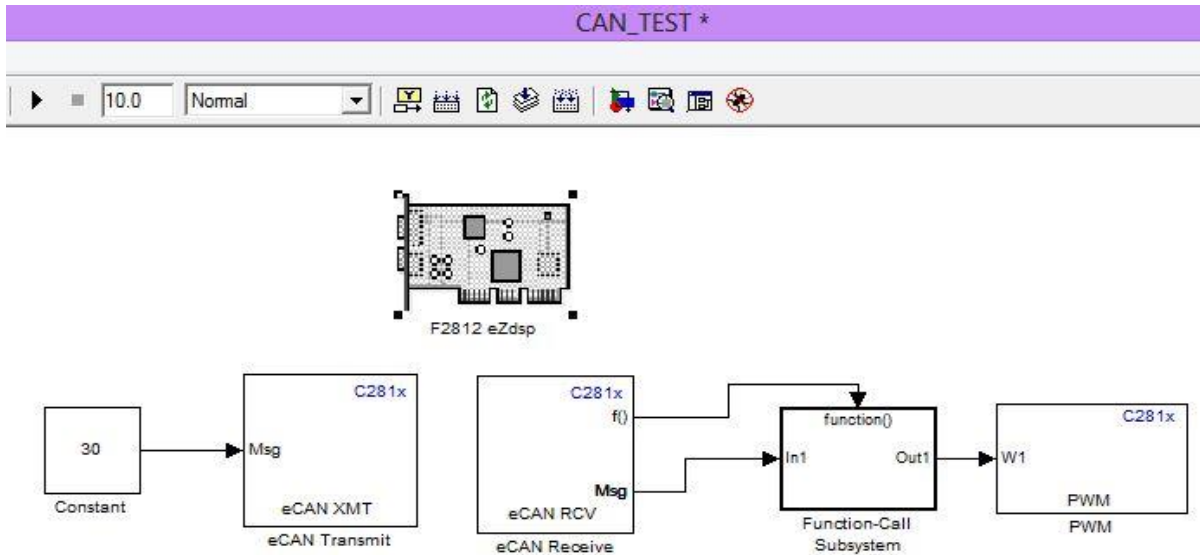 CAN_TEST *
10.0 Normal
F2812 eZdsp
30
Constant
C281x
Msg
eCAN XMT
eCAN Transmit
C281x
f()
Msg
eCAN RCV
eCAN Receive
function()
In1 Out1
Function-Call
Subsystem
C281x
W1
PWM
PWM